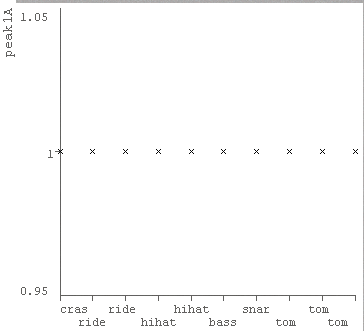 peak1A
1.05
1
0.95
cras ride hihat snar tom
ride hihat bass tom tom